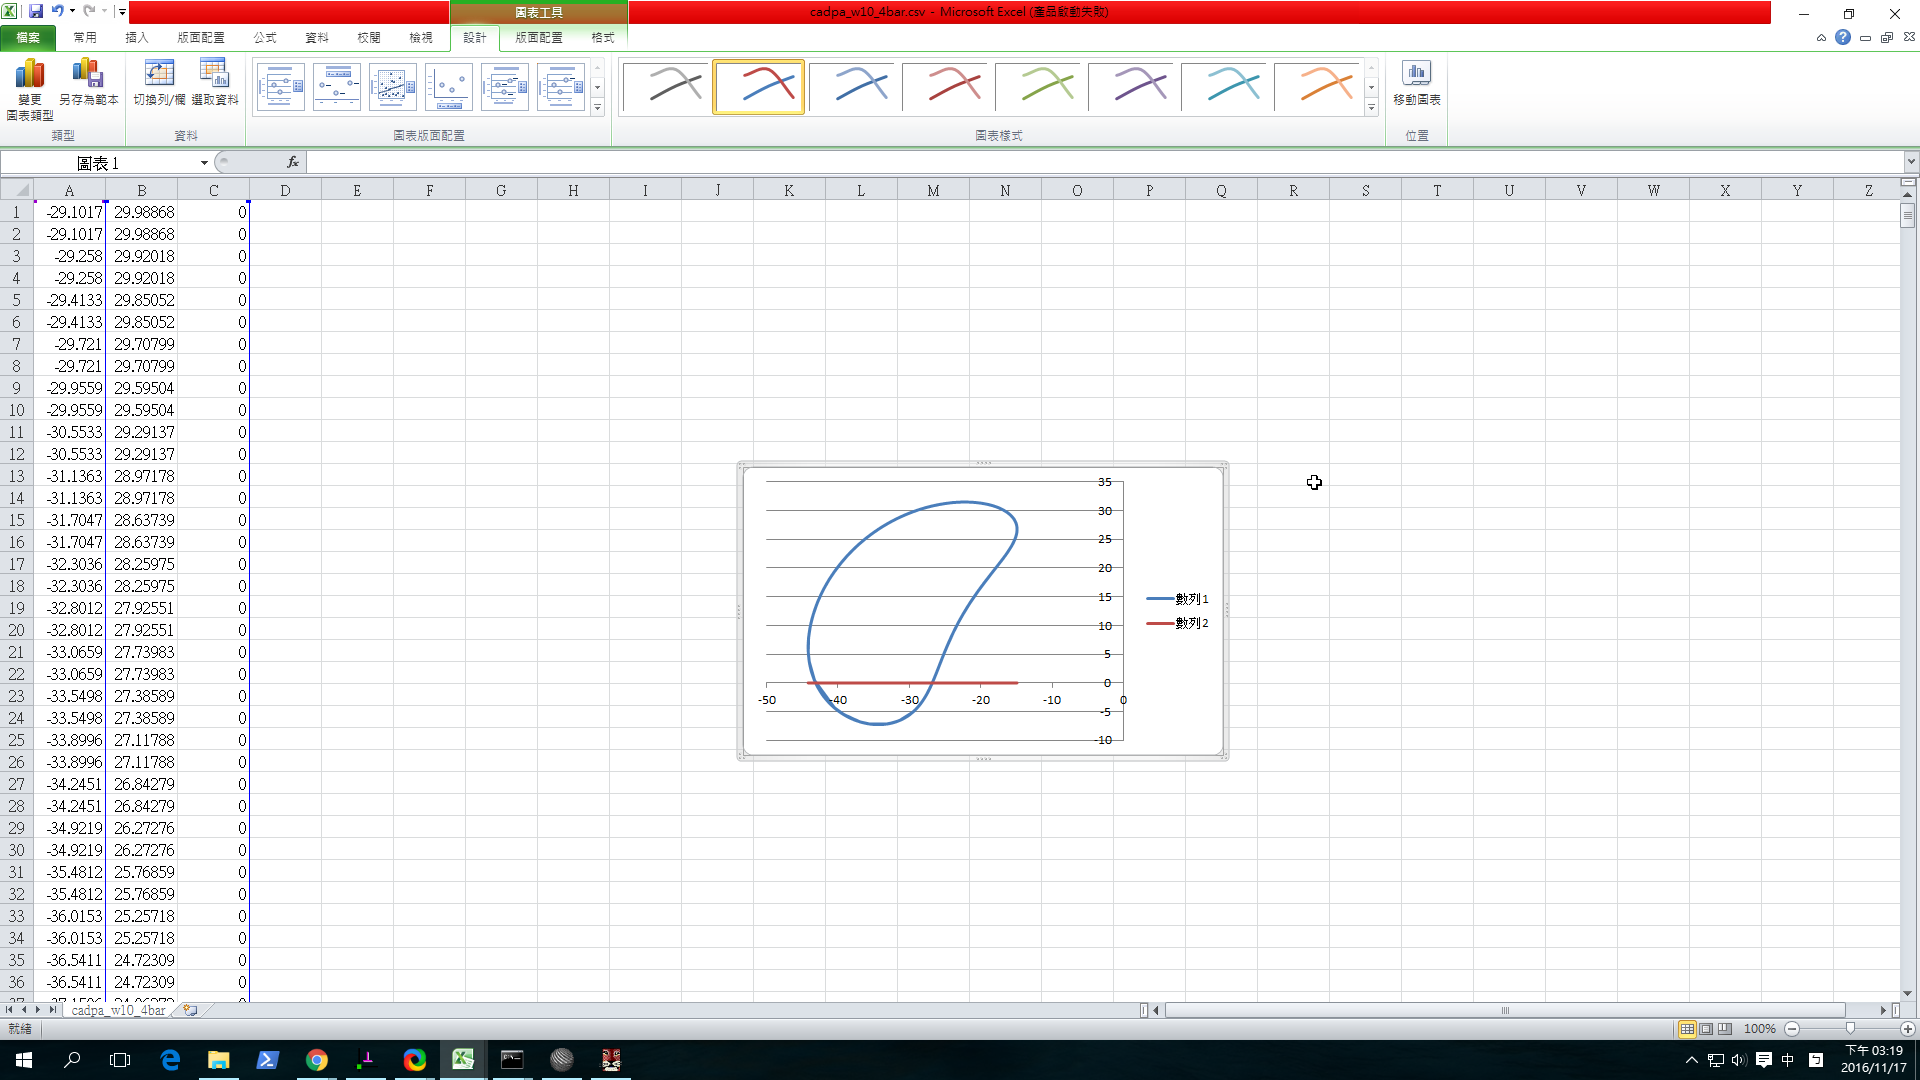 圖表工具
cadpa_w10_4bar.csv - Microsoft Excel (產品啟動失敗)
檔案 常用 插入 版面配置 公式 資料 校閱 檢視 設計 版面配置 格式
變更
圖表類型
另存為範本
切換列/欄 選取資料
移動圖表
類型 資料 圖表版面配置 圖表樣式 位置
圖表 1 fx
A B C D E F G H I J K L M N O P Q R S T U V W X Y Z
1 -29.1017 29.98868 0
2 -29.1017 29.98868 0
3 -29.258 29.92018 0
4 -29.258 29.92018 0
5 -29.4133 29.85052 0
6 -29.4133 29.85052 0
7 -29.721 29.70799 0
8 -29.721 29.70799 0
9 -29.9559 29.59504 0
10 -29.9559 29.59504 0
11 -30.5533 29.29137 0
12 -30.5533 29.29137 0
13 -31.1363 28.97178 0
14 -31.1363 28.97178 0
15 -31.7047 28.63739 0
16 -31.7047 28.63739 0
17 -32.3036 28.25975 0
18 -32.3036 28.25975 0
19 -32.8012 27.92551 0
20 -32.8012 27.92551 0
21 -33.0659 27.73983 0
22 -33.0659 27.73983 0
23 -33.5498 27.38589 0
24 -33.5498 27.38589 0
25 -33.8996 27.11788 0
26 -33.8996 27.11788 0
27 -34.2451 26.84279 0
28 -34.2451 26.84279 0
29 -34.9219 26.27276 0
30 -34.9219 26.27276 0
31 -35.4812 25.76859 0
32 -35.4812 25.76859 0
33 -36.0153 25.25718 0
34 -36.0153 25.25718 0
35 -36.5411 24.72309 0
36 -36.5411 24.72309 0
35
30
25
20
15
10
5
0
-5
-10
-50 -40 -30 -20 -10 0
數列1
數列2
cadpa_w10_4bar
就緒 100%
中
下午 03:19
2016/11/17